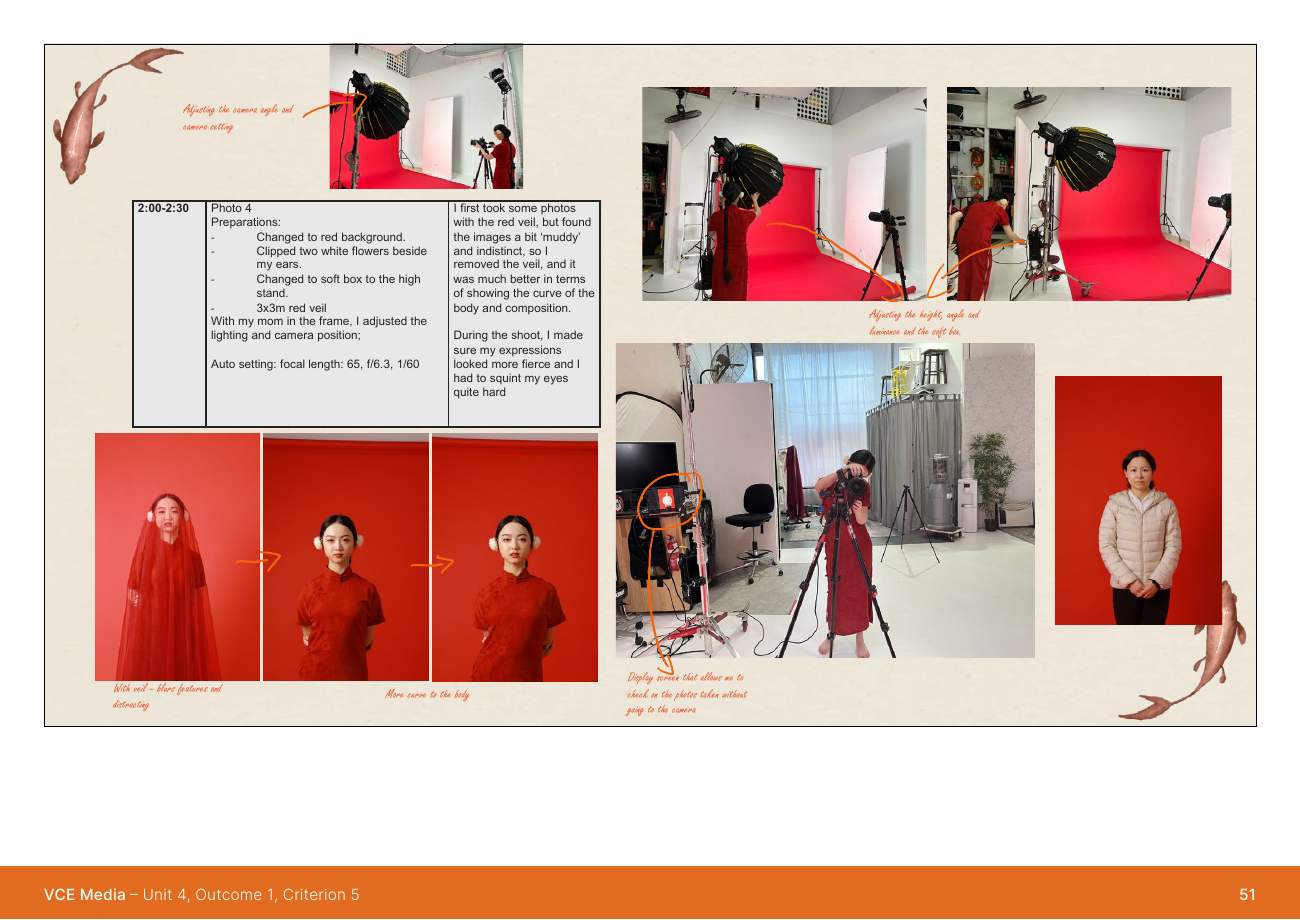 Adjusting the camera angle and
camera setting
2:00-2:30
Photo 4
Preparations:
- Changed to red background.
- Clipped two white flowers beside
my ears.
- Changed to soft box to the high
stand.
- 3x3m red veil
With my mom in the frame, I adjusted the
lighting and camera position;
Auto setting: focal length: 65, f/6.3, 1/60
I first took some photos
with the red veil, but found
the images a bit ‘muddy’
and indistinct, so I
removed the veil, and it
was much better in terms
of showing the curve of the
body and composition.
During the shoot, I made
sure my expressions
looked more fierce and I
had to squint my eyes
quite hard
With veil – blurs features and
distracting
More curve to the body
Adjusting the height, angle and
luminance and the soft box.
Display screen that allows me to
check on the photos taken without
going to the camera
VCE Media – Unit 4, Outcome 1, Criterion 5
51